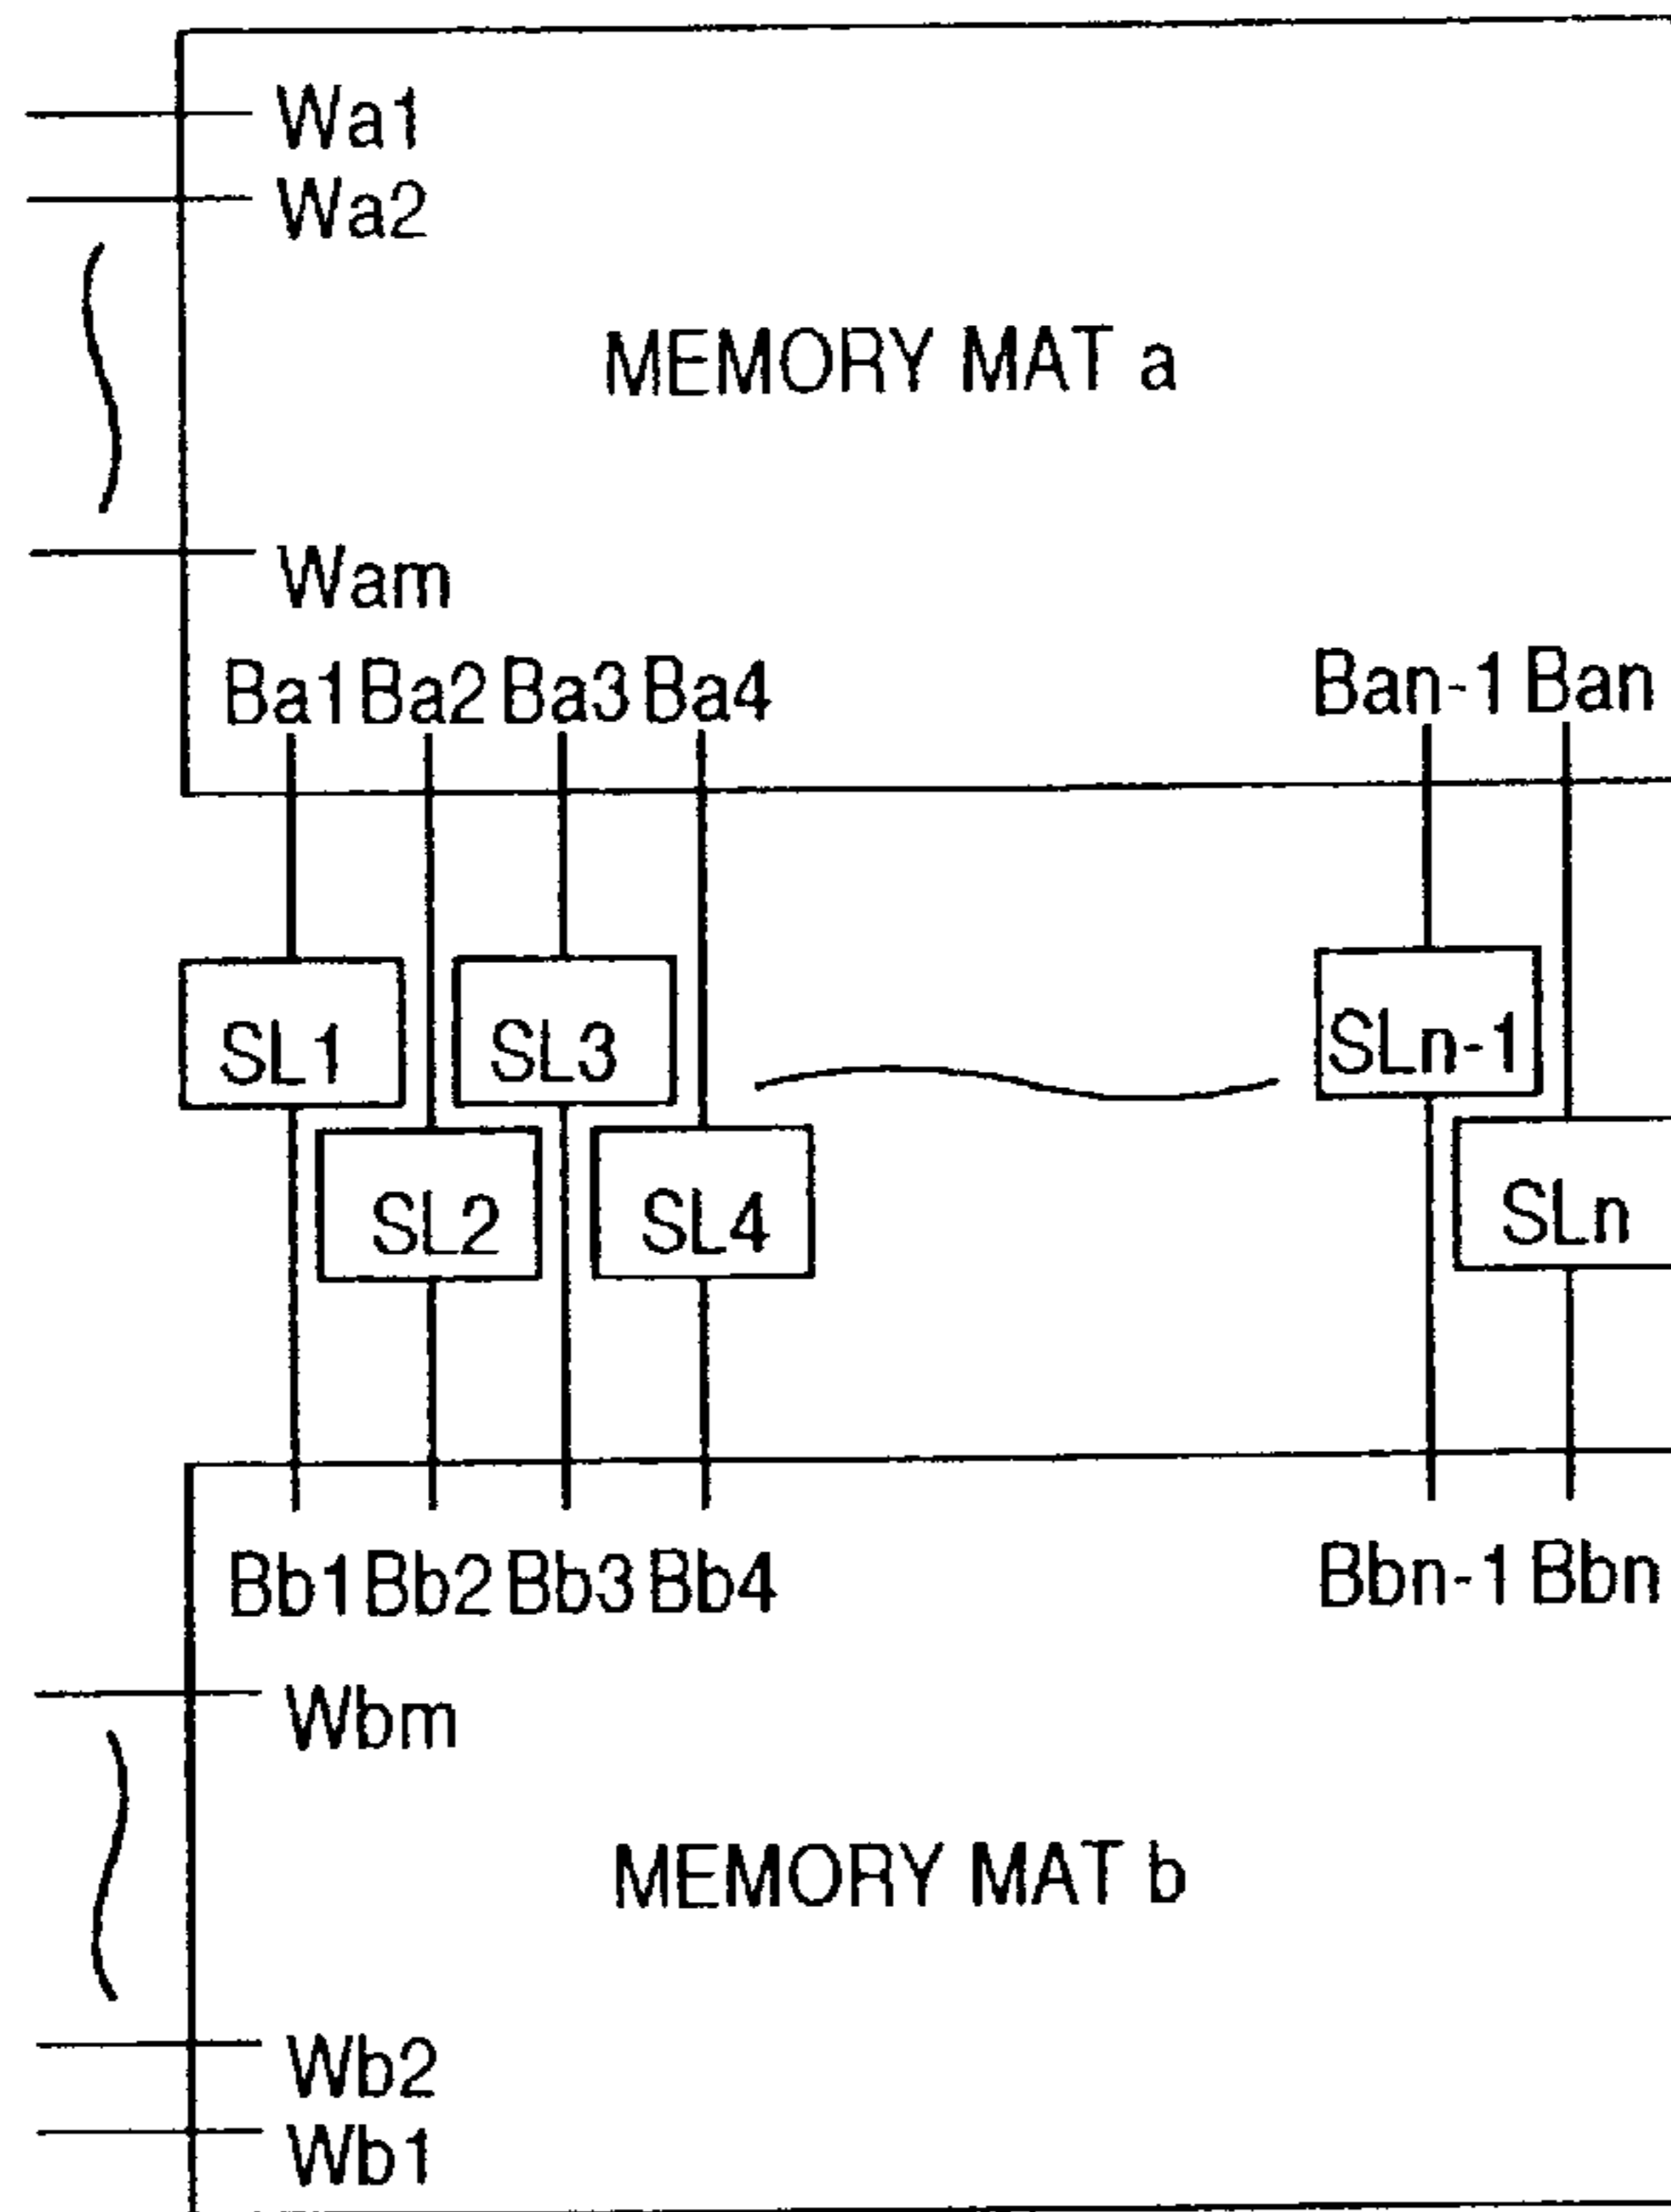 Wa1
Wa2
MEMORY MAT a
Wam
Ba1 Ba2 Ba3 Ba4 Ban-1 Ban
SL1 SL3 SLn-1
SL2 SL4 SLn
Bb1 Bb2 Bb3 Bb4 Bbn-1 Bbn
Wbm
MEMORY MAT b
Wb2
Wb1